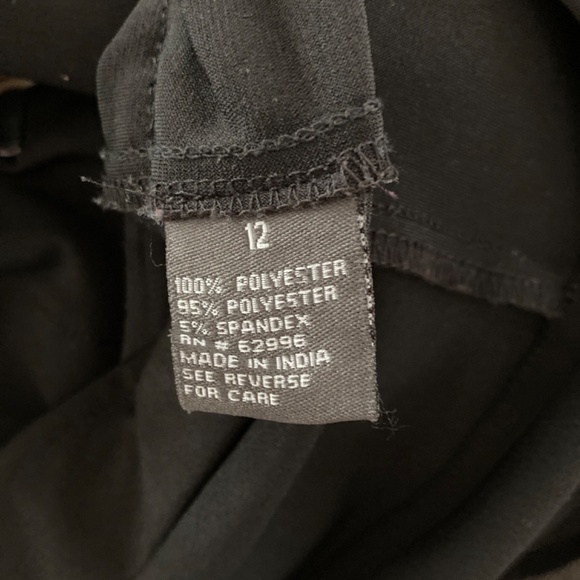 12
100% POLYESTER
95% POLYESTER
5% SPANDEX
RN # 62996
MADE IN INDIA
SEE REVERSE
FOR CARE